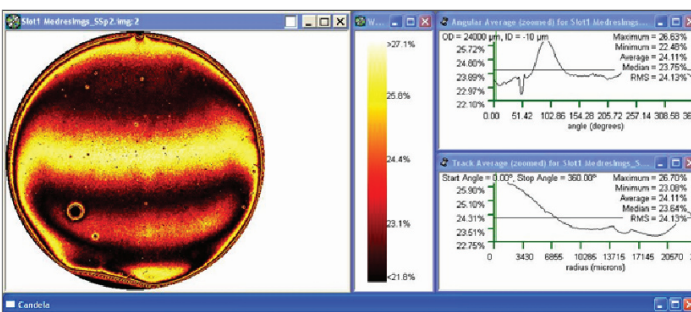 Slot1 MedresImgs_S5p2.img:2
W...
>27.1%
25.8%
24.4%
23.1%
<21.8%
Angular Average (zoomed) for Slot1 MedresImgs...
OD = 24000 µm, ID = -10 µm
Maximum = 26.63%
Minimum = 22.48%
Average = 24.11%
Median = 23.75%
RMS = 24.13%
25.72%
24.80%
23.89%
22.97%
22.10%
0.00 51.42 102.86 154.28 205.72 257.14 308.58 36
angle (degrees)
Track Average (zoomed) for Slot1 MedresImgs_S...
Start Angle = 0.00°, Stop Angle = 360.00°
Maximum = 26.70%
Minimum = 23.08%
Average = 24.11%
Median = 23.64%
RMS = 24.13%
25.90%
25.10%
24.31%
23.51%
22.75%
0 3430 6855 10285 13715 17145 20570
radius (microns)
Candela